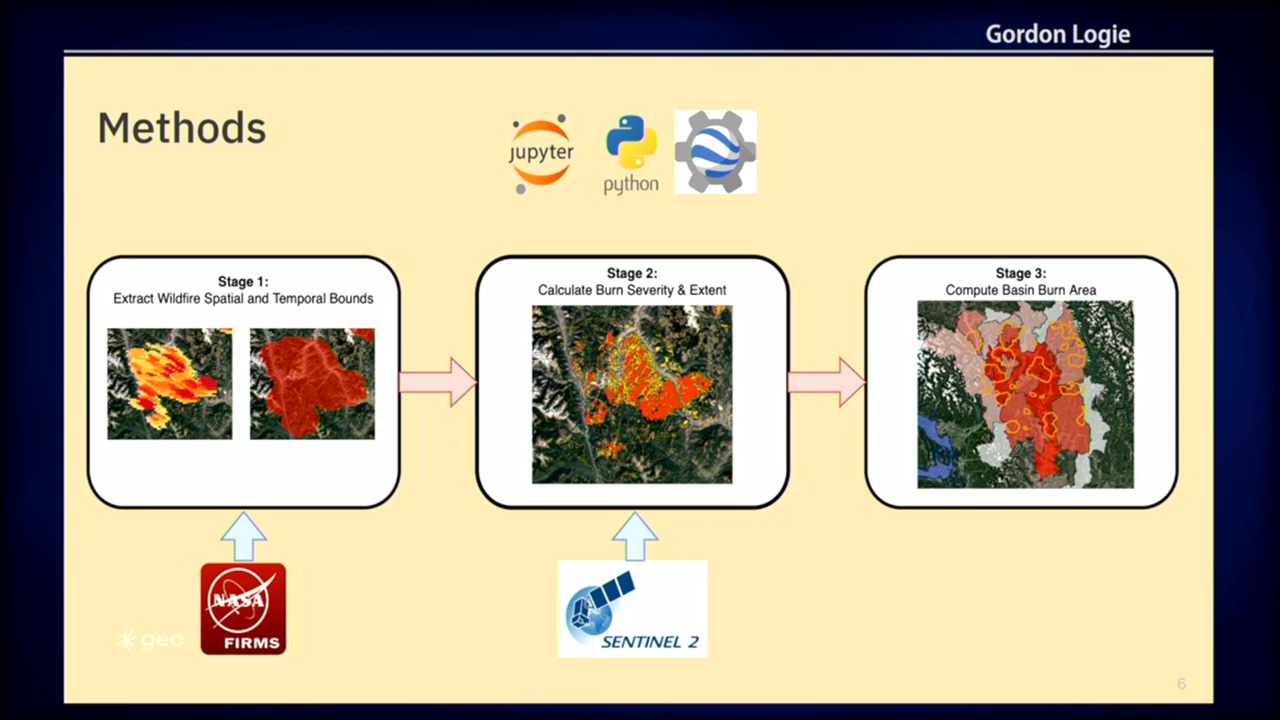 Gordon Logie
Methods
jupyter
python
Stage 1:
Extract Wildfire Spatial and Temporal Bounds
Stage 2:
Calculate Burn Severity & Extent
Stage 3:
Compute Basin Burn Area
NASA
FIRMS
geo
SENTINEL 2
6